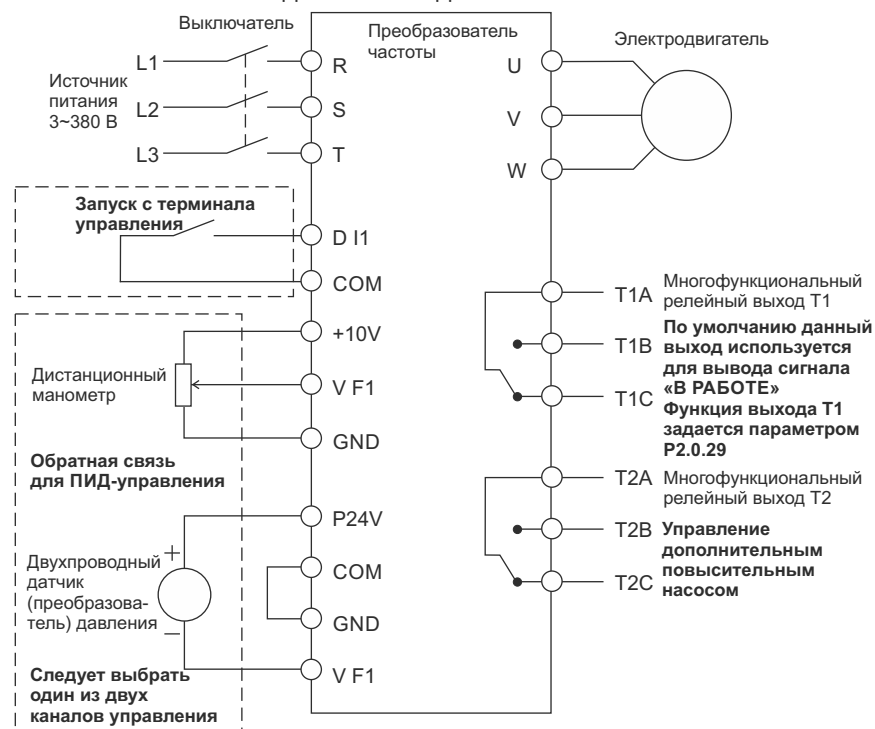 Выключатель
Преобразователь
частоты
Электродвигатель
Источник
питания
3~380 В
L1
L2
L3
R
S
T
U
V
W
Запуск с терминала
управления
D I1
COM
+10V
V F1
GND
Дистанционный
манометр
Обратная связь
для ПИД-управления
P24V
COM
GND
V F1
+
Двухпроводный
датчик
(преобразова-
тель) давления
–
Следует выбрать
один из двух
каналов управления
T1A
T1B
T1C
Многофункциональный
релейный выход Т1
По умолчанию данный
выход используется
для вывода сигнала
«В РАБОТЕ»
Функция выхода Т1
задается параметром
P2.0.29
T2A
T2B
T2C
Многофункциональный
релейный выход Т2
Управление
дополнительным
повысительным
насосом